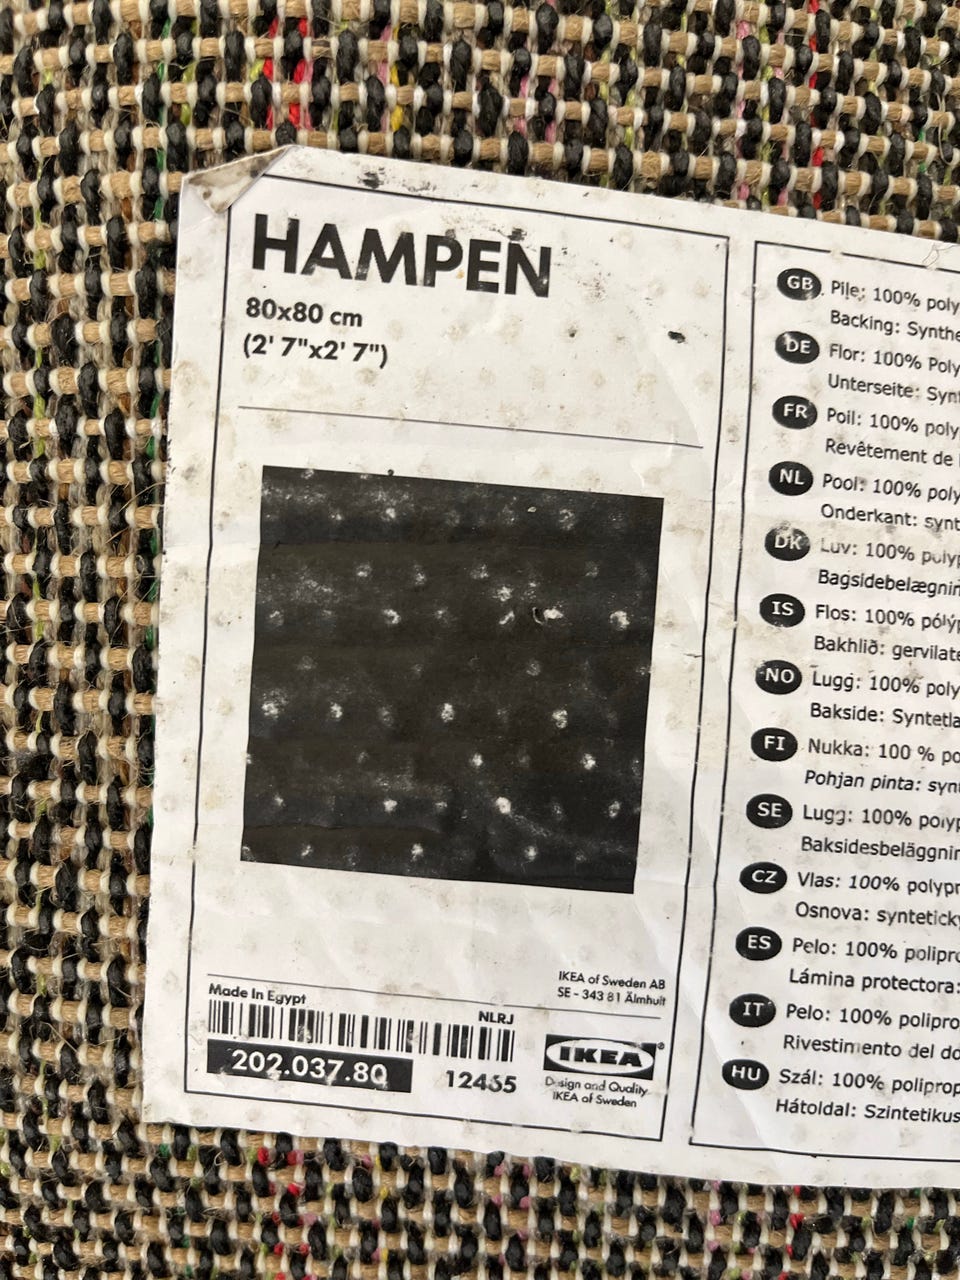 HAMPEN
80x80 cm
(2' 7"x2' 7")
Made In Egypt
IKEA of Sweden AB
SE - 343 81 Älmhult
NLRJ
202.037.80
IKEA®
Design and Quality
IKEA of Sweden
GB Pile: 100% poly
Backing: Synthe
DE Flor: 100% Poly
Unterseite: Synt
FR Poil: 100% poly
Revêtement de
NL Pool: 100% poly
Onderkant: synt
DK Luv: 100% polyp
Bagsidebelægnin
IS Flos: 100% pólýp
Bakhlið: gervilate
NO Lugg: 100% poly
Bakside: Syntetla
FI Nukka: 100 % po
Pohjan pinta: syn
SE Lugg: 100% polyp
Baksidesbeläggnin
CZ Vlas: 100% polypr
Osnova: syntetick
ES Pelo: 100% polipro
Lámina protectora:
IT Pelo: 100% polipro
Rivestimento del do
HU Szál: 100% poliprop
Hátoldal: Szintetikus